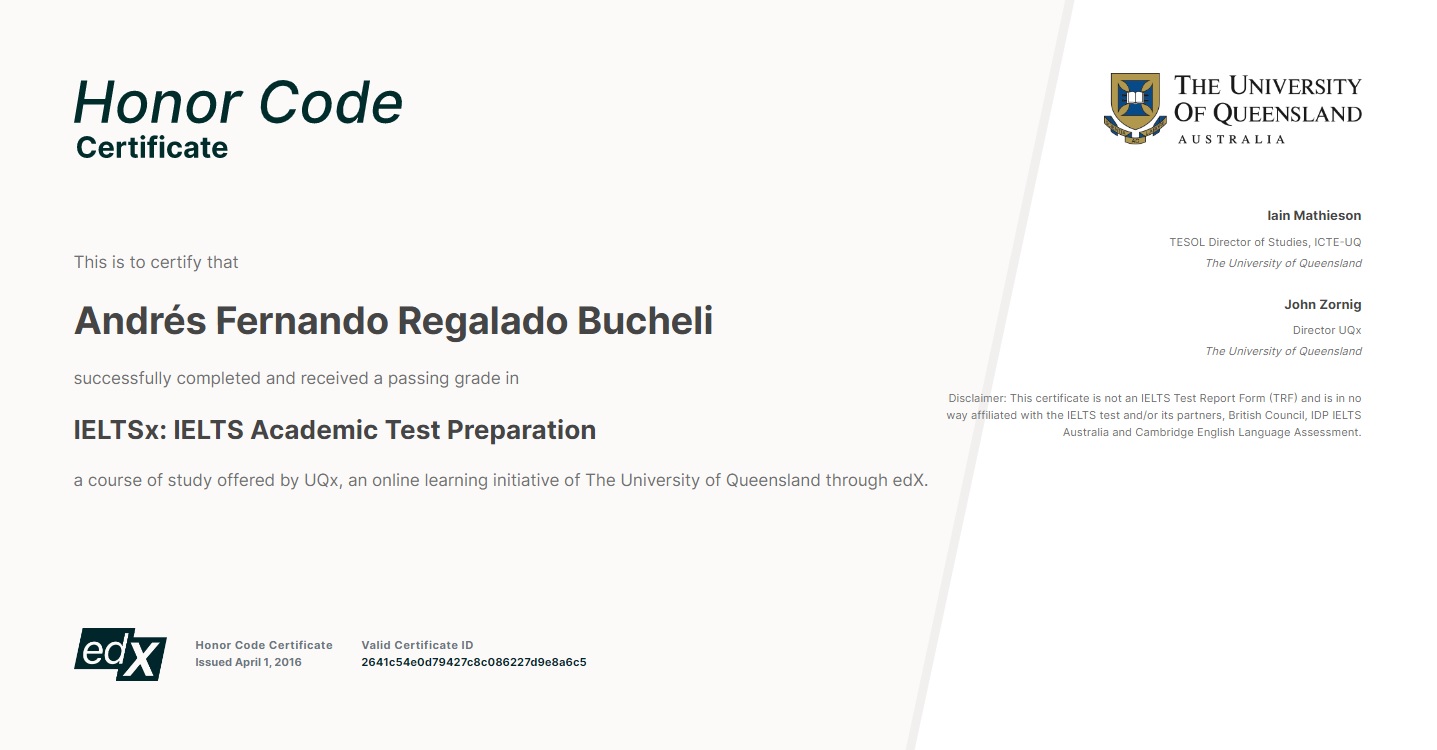 Honor Code
Certificate
This is to certify that
Andrés Fernando Regalado Bucheli
successfully completed and received a passing grade in
IELTSx: IELTS Academic Test Preparation
a course of study offered by UQx, an online learning initiative of The University of Queensland through edX.
edX
Honor Code Certificate
Issued April 1, 2016
Valid Certificate ID
2641c54e0d79427c8c086227d9e8a6c5
THE UNIVERSITY
OF QUEENSLAND
AUSTRALIA
Iain Mathieson
TESOL Director of Studies, ICTE-UQ
The University of Queensland
John Zornig
Director UQx
The University of Queensland
Disclaimer: This certificate is not an IELTS Test Report Form (TRF) and is in no
way affiliated with the IELTS test and/or its partners, British Council, IDP IELTS
Australia and Cambridge English Language Assessment.